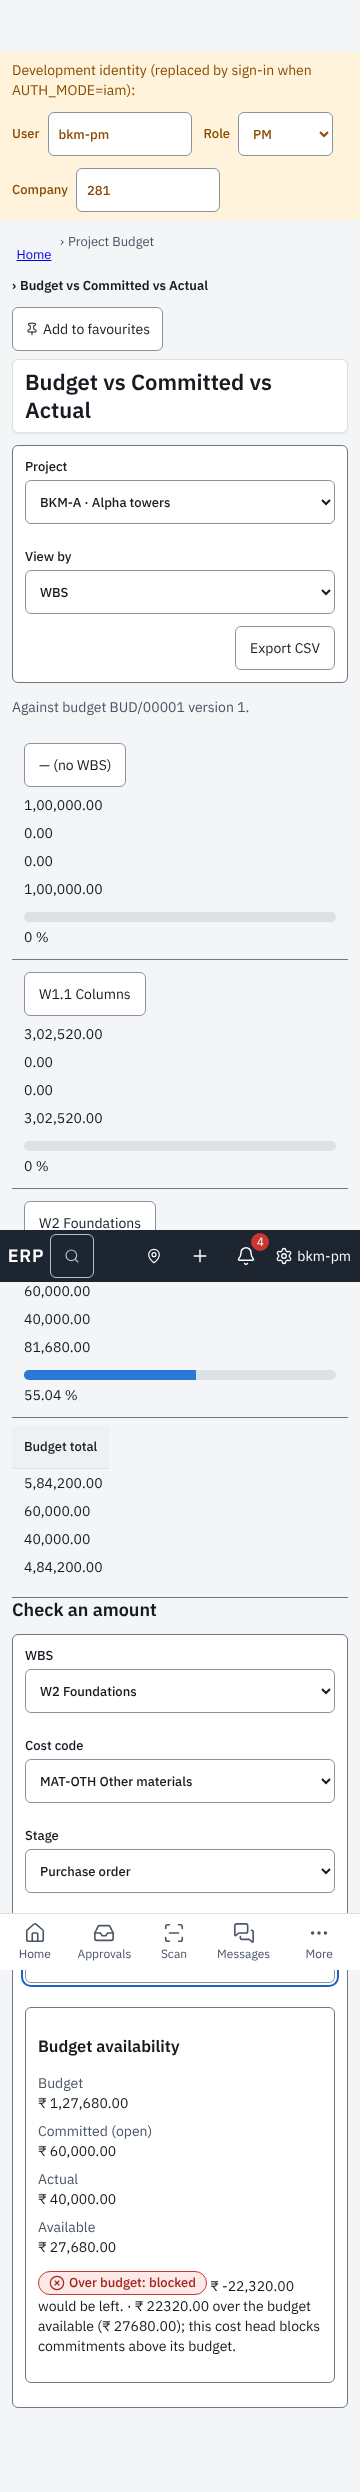 Development identity (replaced by sign-in when
AUTH_MODE=iam):
User bkm-pm Role PM
Company 281
Home › Project Budget
› Budget vs Committed vs Actual
Add to favourites
Budget vs Committed vs
Actual
Project
BKM-A · Alpha towers
View by
WBS
Export CSV
Against budget BUD/00001 version 1.
— (no WBS)
1,00,000.00
0.00
0.00
1,00,000.00
0 %
W1.1 Columns
3,02,520.00
0.00
0.00
3,02,520.00
0 %
W2 Foundations
ERP 4 bkm-pm
60,000.00
40,000.00
81,680.00
55.04 %
Budget total
5,84,200.00
60,000.00
40,000.00
4,84,200.00
Check an amount
WBS
W2 Foundations
Cost code
MAT-OTH Other materials
Stage
Purchase order
Home Approvals Scan Messages More
Budget availability
Budget
₹ 1,27,680.00
Committed (open)
₹ 60,000.00
Actual
₹ 40,000.00
Available
₹ 27,680.00
Over budget: blocked ₹ -22,320.00
would be left. · ₹ 22320.00 over the budget
available (₹ 27680.00); this cost head blocks
commitments above its budget.